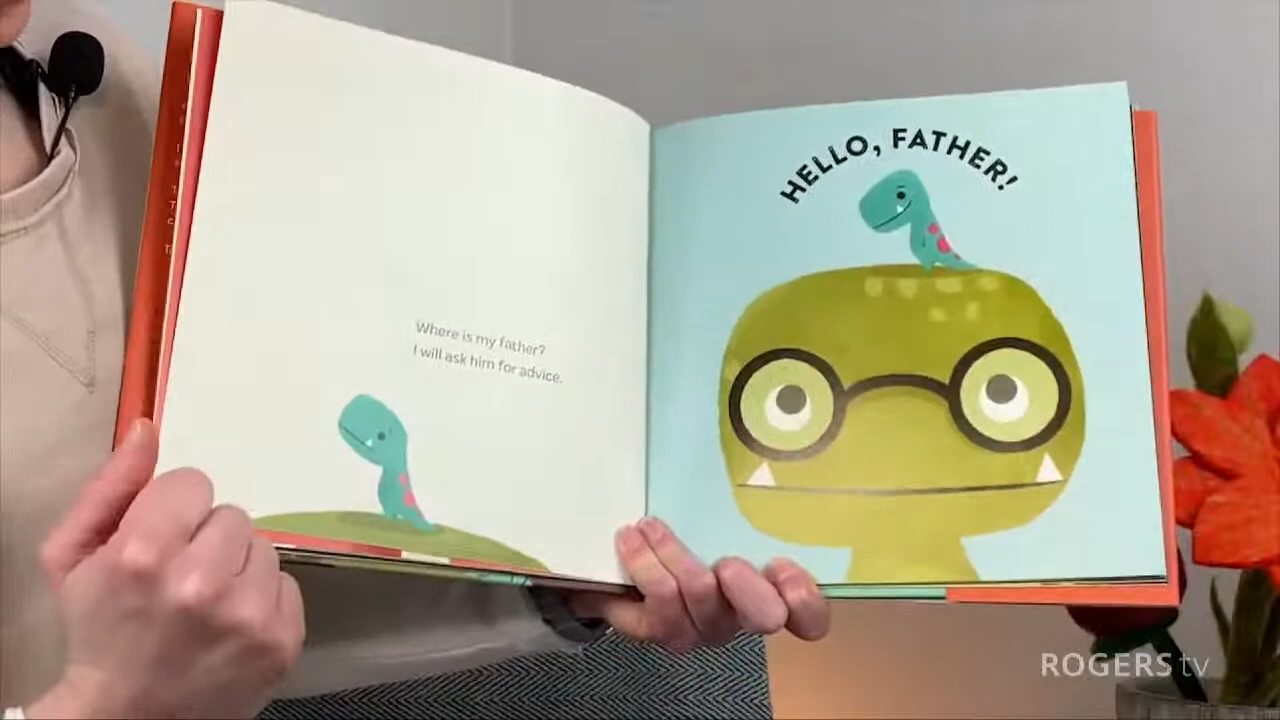 Where is my father?
I will ask him for advice.
HELLO, FATHER!
ROGERS tv